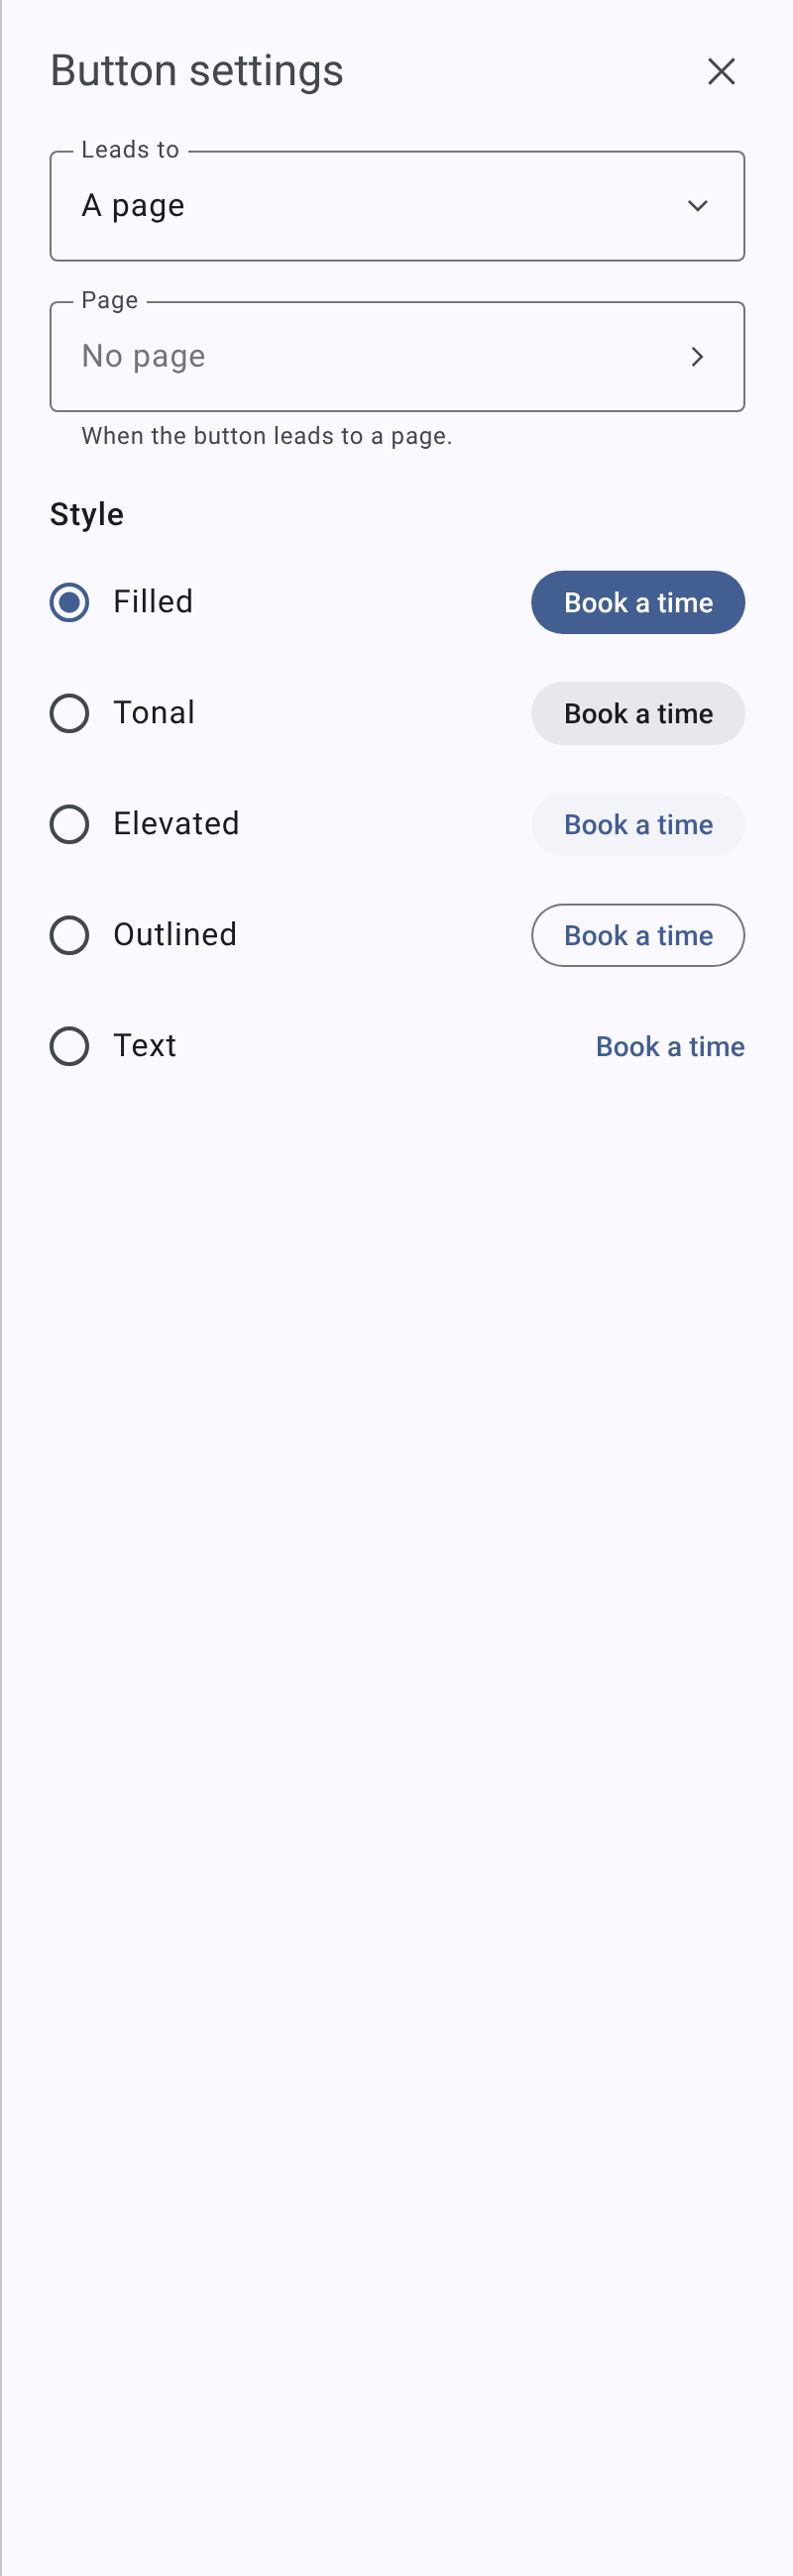 Button settings
Leads to
A page
Page
No page
When the button leads to a page.
Style
Filled
Book a time
Tonal
Book a time
Elevated
Book a time
Outlined
Book a time
Text
Book a time